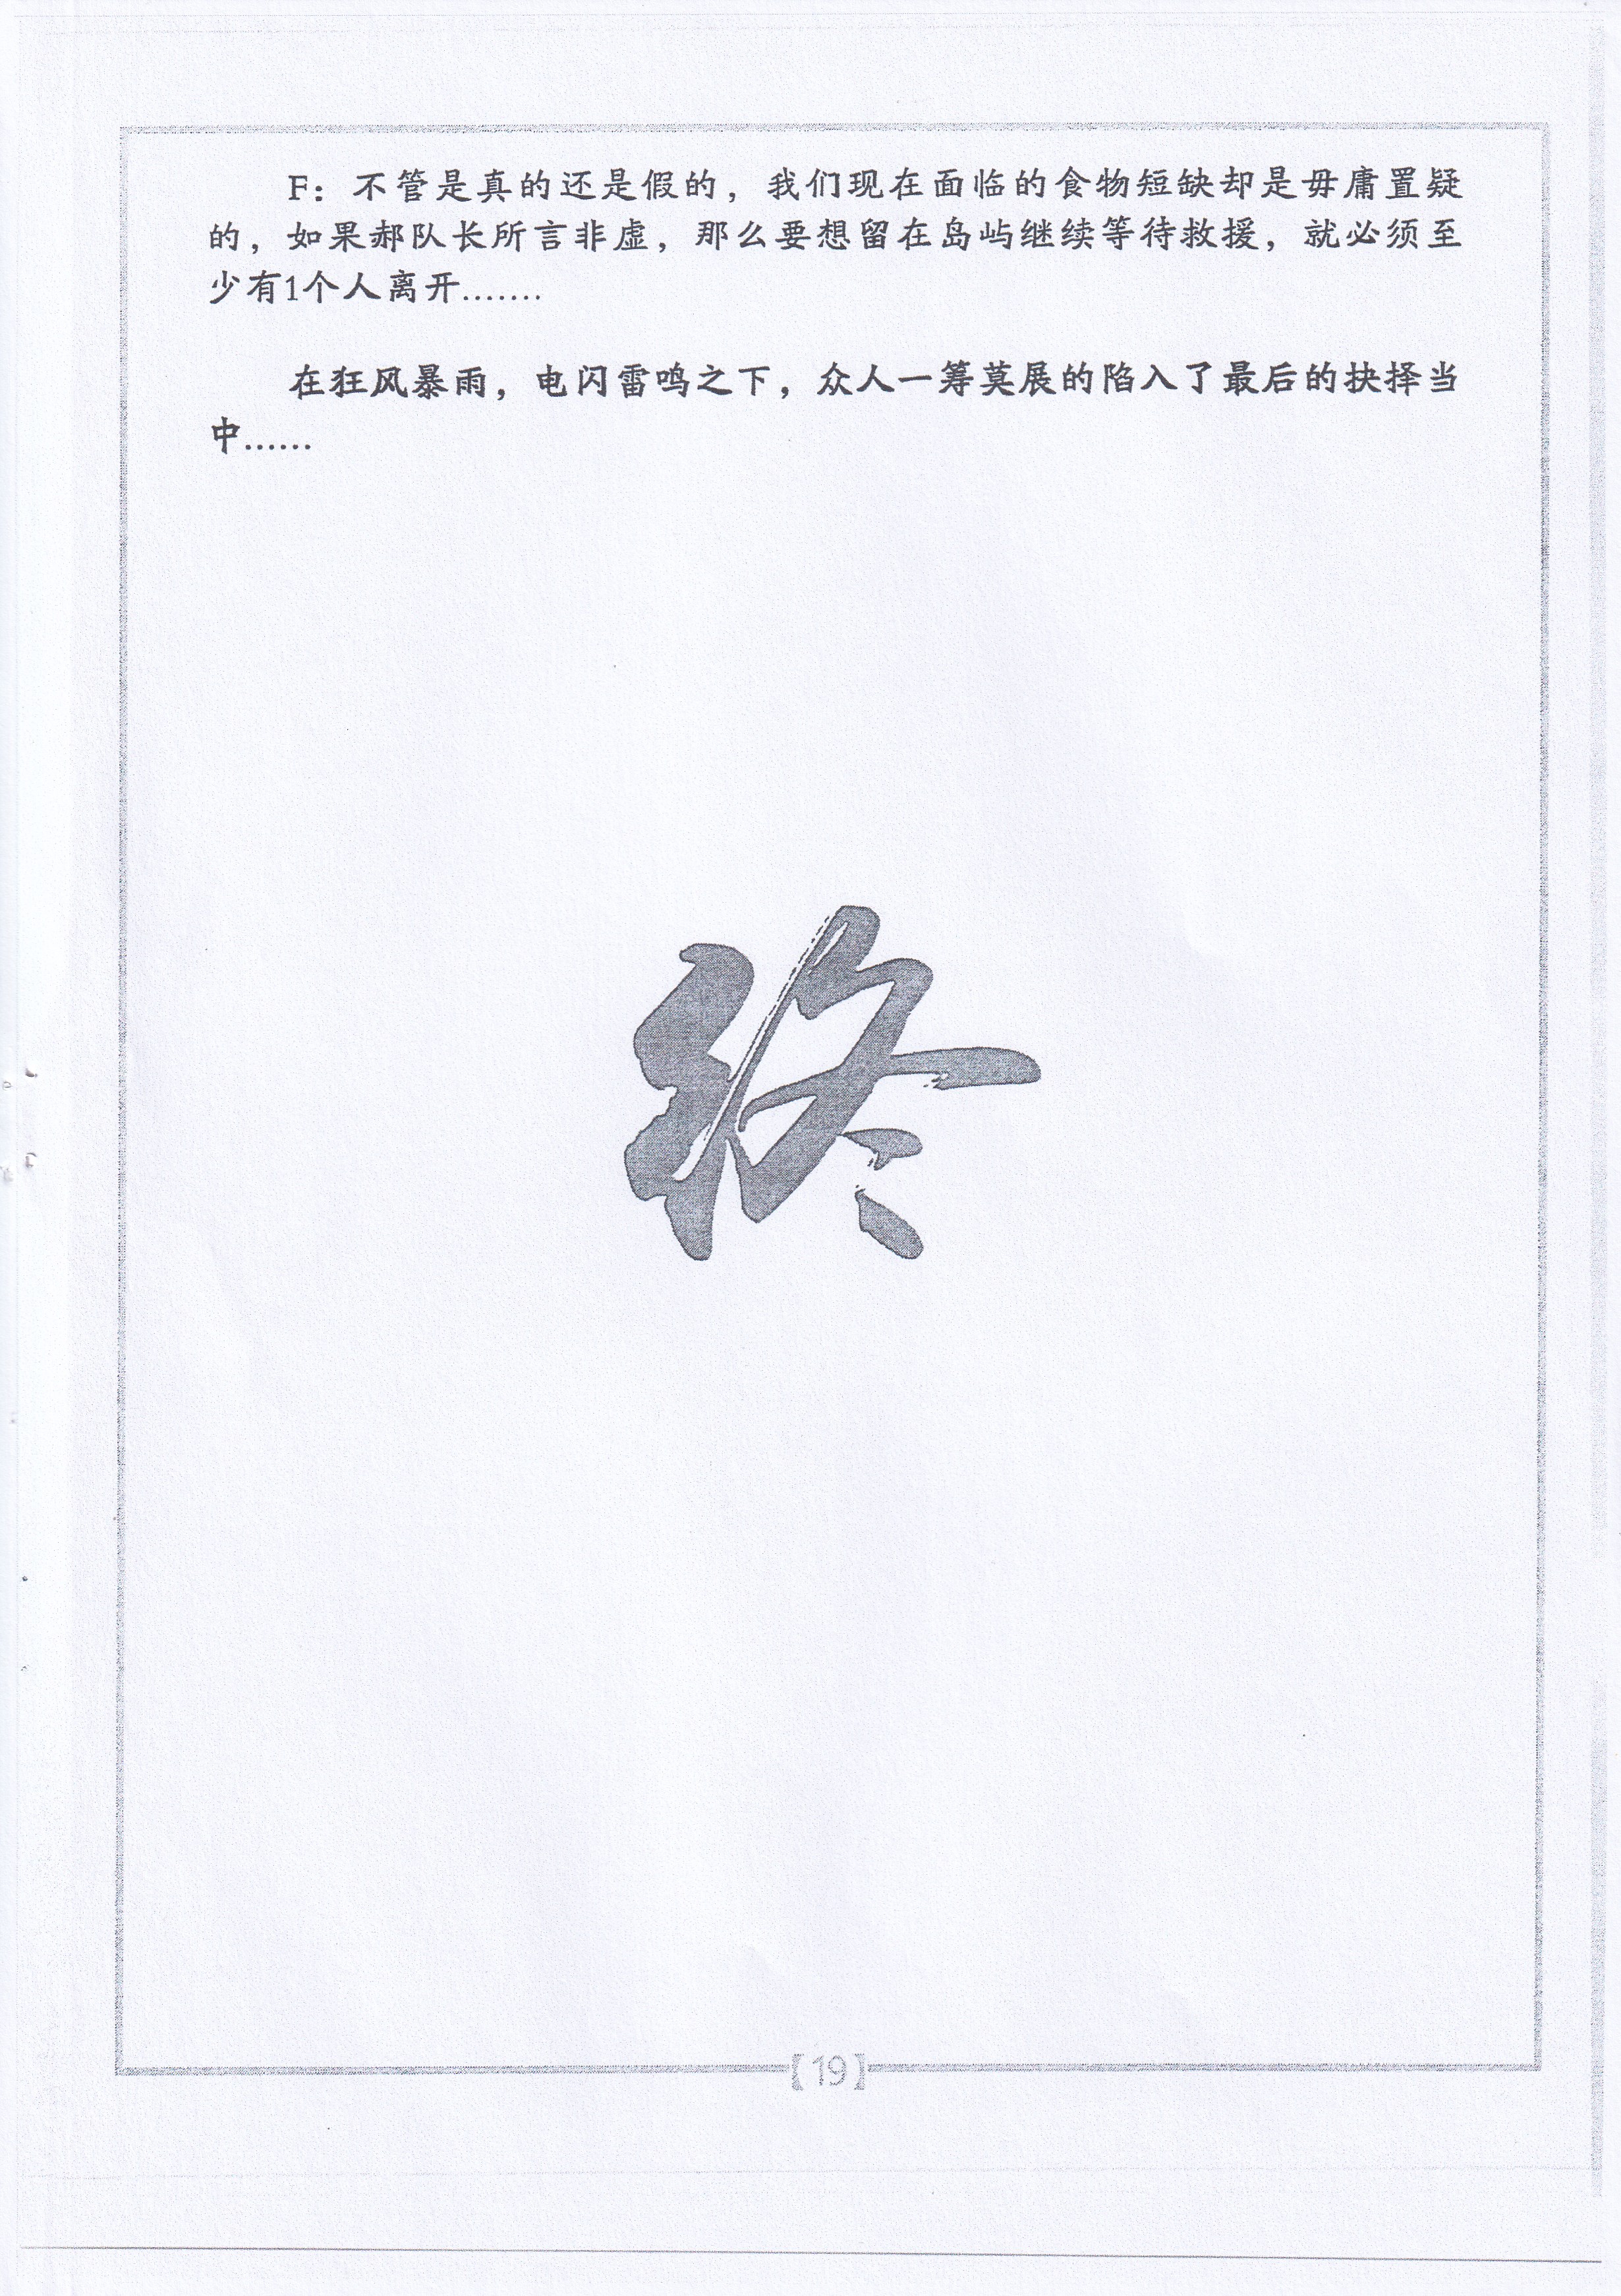 F：不管是真的还是假的，我们现在面临的食物短缺却是毋庸置疑
的，如果郝队长所言非虚，那么要想留在岛屿继续等待救援，就必须至
少有1个人离开.......
在狂风暴雨，电闪雷鸣之下，众人一筹莫展的陷入了最后的抉择当
中......
终
【19】